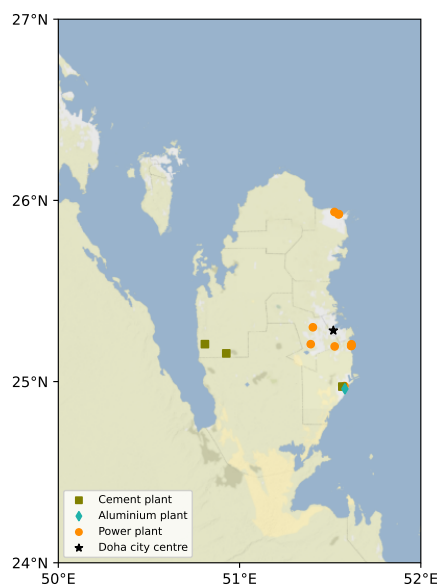 27°N
26°N
25°N
24°N
Cement plant
Aluminium plant
Power plant
Doha city centre
50°E
51°E
52°E